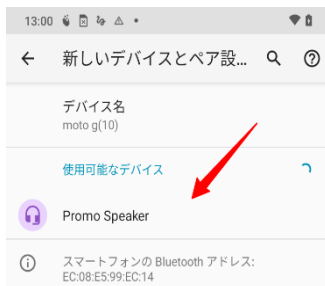 13:00
新しいデバイスとペア設...
デバイス名
moto g(10)
使用可能なデバイス
Promo Speaker
スマートフォンの Bluetooth アドレス:
EC:08:E5:99:EC:14